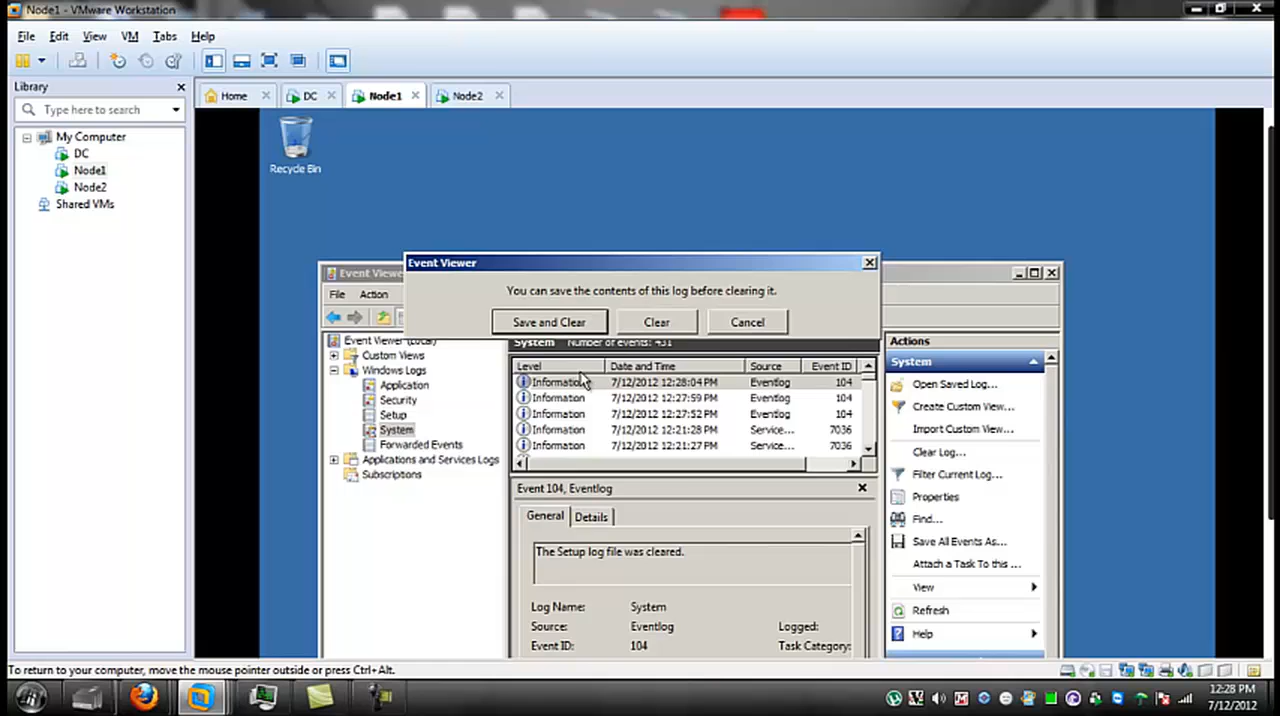 Node1 - VMware Workstation
File Edit View VM Tabs Help
Library
Type here to search
My Computer
DC
Node1
Node2
Shared VMs
Home DC Node1 Node2
Recycle Bin
Event Viewer
You can save the contents of this log before clearing it.
Save and Clear Clear Cancel
Event Viewe
File Action
Event Viewer (Local)
Custom Views
Windows Logs
Application
Security
Setup
System
Forwarded Events
Applications and Services Logs
Subscriptions
System Number of events: 431
Level Date and Time Source Event ID
Information 7/12/2012 12:28:04 PM Eventlog 104
Information 7/12/2012 12:27:59 PM Eventlog 104
Information 7/12/2012 12:27:52 PM Eventlog 104
Information 7/12/2012 12:21:28 PM Service... 7036
Information 7/12/2012 12:21:27 PM Service... 7036
Event 104, Eventlog
General Details
The Setup log file was cleared.
Log Name: System
Source: Eventlog Logged:
Event ID: 104 Task Category:
Actions
System
Open Saved Log...
Create Custom View...
Import Custom View...
Clear Log...
Filter Current Log...
Properties
Find...
Save All Events As...
Attach a Task To this ...
View
Refresh
Help
To return to your computer, move the mouse pointer outside or press Ctrl+Alt.
12:28 PM
7/12/2012